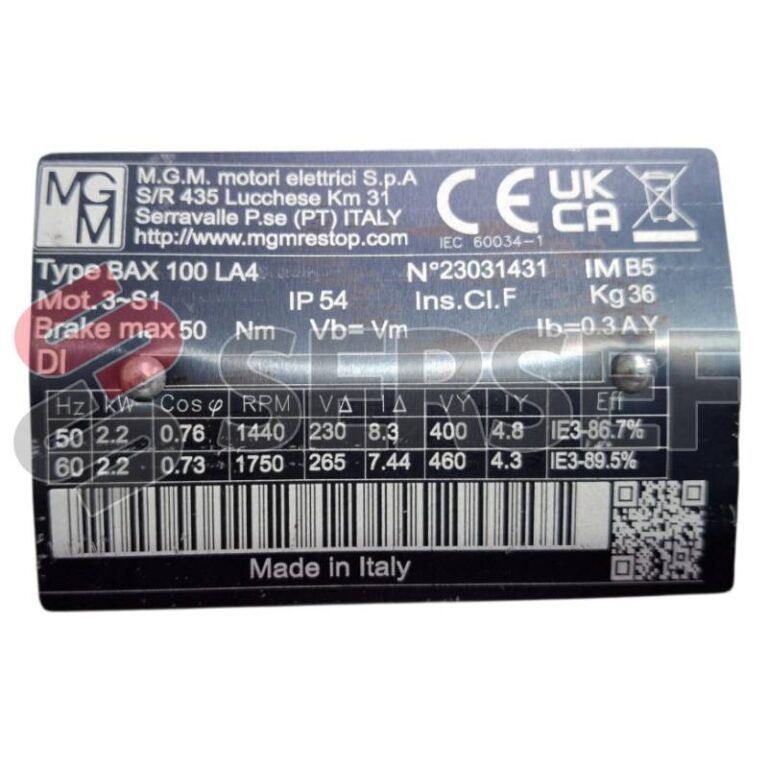 MGM
M.G.M. motori elettrici S.p.A
S/R 435 Lucchese Km 31
Serravalle P.se (PT) ITALY
http://www.mgmrestop.com
CE
UK
CA
IEC 60034-1
Type BAX 100 LA4 N°23031431 IM B5
Mot. 3~S1 IP 54 Ins.Cl.F Kg 36
Brake max 50 Nm Vb= Vm Ib=0.3 A Y
DI
SERSEF
Hz kW Cos φ RPM V∆ I∆ VY IY Eff
50 2.2 0.76 1440 230 8.3 400 4.8 IE3-86.7%
60 2.2 0.73 1750 265 7.44 460 4.3 IE3-89.5%
Made in Italy